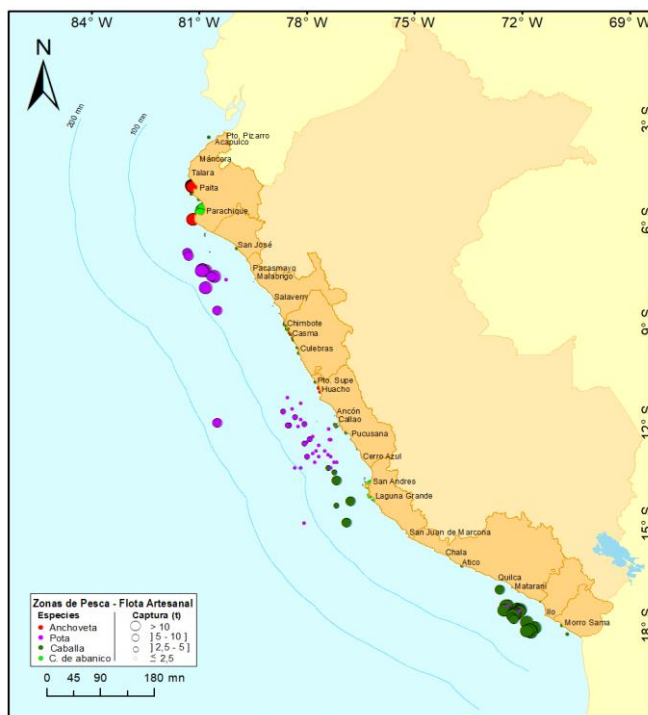 84° W 81° W 78° W 75° W 72° W 69° W
N
200 mn
100 mn
3° S
6° S
9° S
12° S
15° S
18° S
Pto. Pizarro
Acapulco
Máncora
Talara
Paita
Parachique
San José
Pacasmayo
Malabrigo
Salaverry
Chimbote
Casma
Culebras
Pto. Supe
Huacho
Ancón
Callao
Pucusana
Cerro Azul
San Andres
Laguna Grande
San Juan de Marcona
Chala
Atico
Quilca
Matarani
Ilo
Morro Sama
Zonas de Pesca - Flota Artesanal
Especies Captura (t)
Anchoveta > 10
Pota ] 5 - 10 ]
Caballa ] 2,5 - 5 ]
C. de abanico ≤ 2,5
0 45 90 180 mn